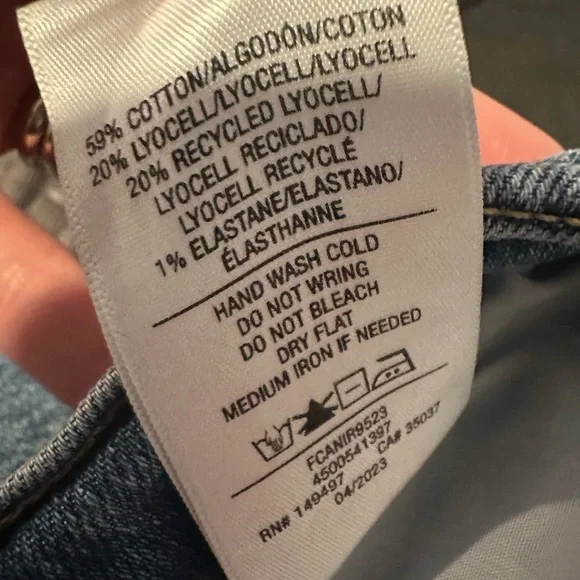 59% COTTON/ALGODÓN/COTON
20% LYOCELL/LYOCELL/LYOCELL
20% RECYCLED LYOCELL/
LYOCELL RECICLADO/
LYOCELL RECYCLÉ
1% ELASTANE/ELASTANO/
ÉLASTHANNE
HAND WASH COLD
DO NOT WRING
DO NOT BLEACH
DRY FLAT
MEDIUM IRON IF NEEDED
FCANIR9523
4500541397
RN# 149497 CA# 35037
04/2023